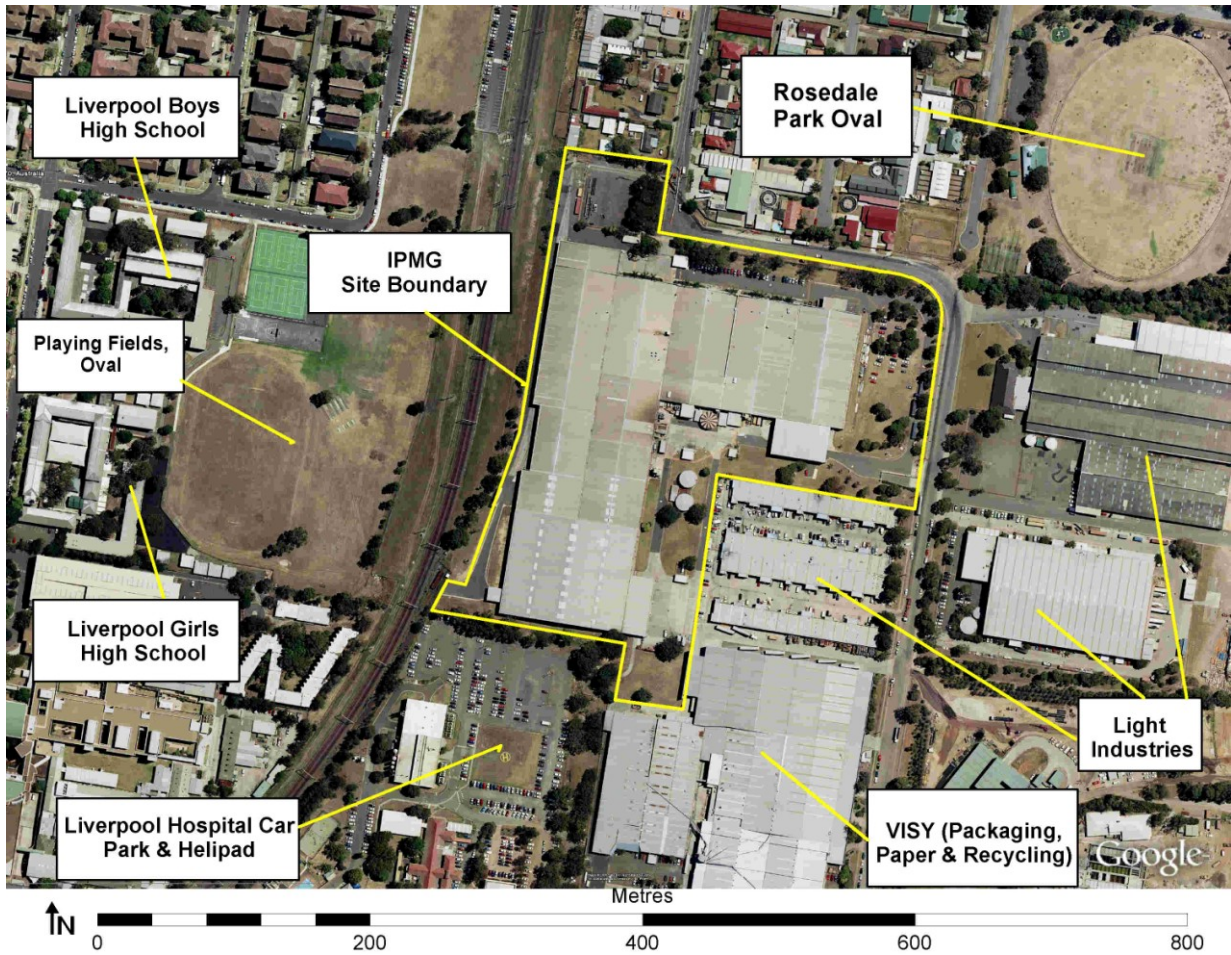 Liverpool Boys
High School
Rosedale
Park Oval
IPMG
Site Boundary
Playing Fields,
Oval
Liverpool Girls
High School
Light
Industries
Liverpool Hospital Car
Park & Helipad
H
VISY (Packaging,
Paper & Recycling)
Google
Metres
N
0 200 400 600 800